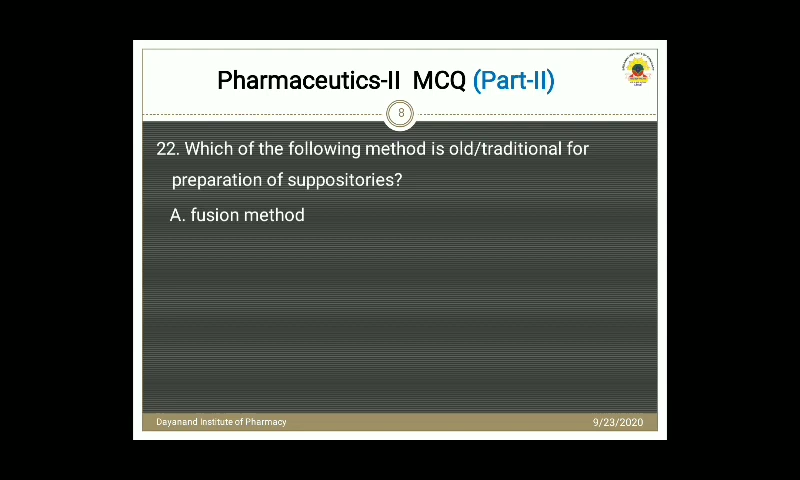 Pharmaceutics-II MCQ (Part-II)
8
22. Which of the following method is old/traditional for
preparation of suppositories?
A. fusion method
Dayanand Institute of Pharmacy
9/23/2020